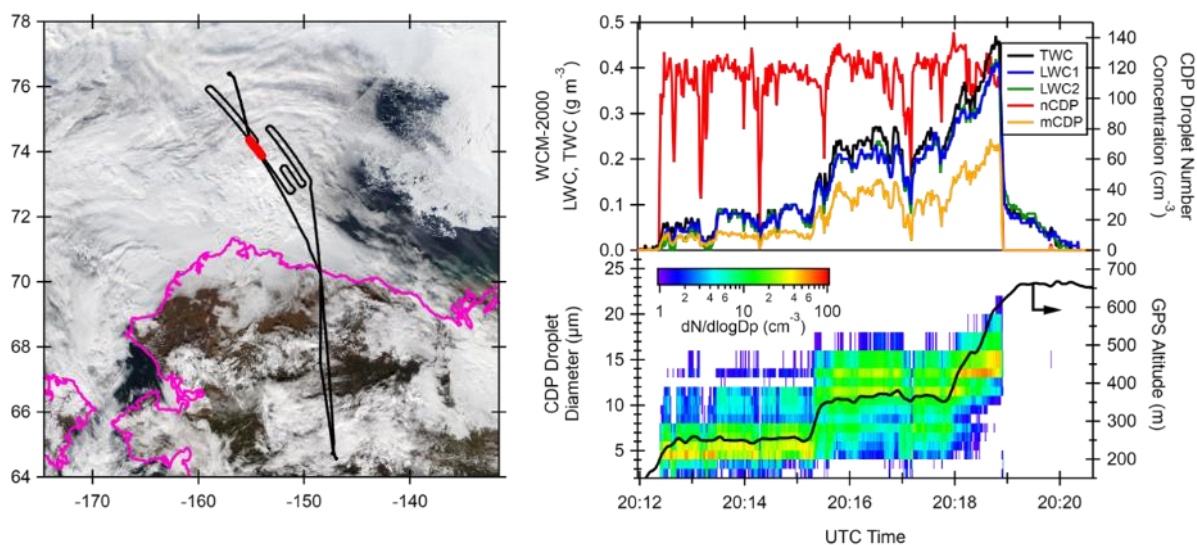 78
76
74
72
70
68
66
64
-170
-160
-150
-140
0.5
0.4
0.3
0.2
0.1
0.0
WCM-2000
LWC, TWC (g m-3)
TWC
LWC1
LWC2
nCDP
mCDP
140
120
100
80
60
40
20
0
CDP Droplet Number
Concentration (cm-3)
25
20
15
10
5
CDP Droplet
Diameter (µm)
1 2 4 6 10 2 4 6 100
dN/dlogDp (cm-3)
700
600
500
400
300
200
GPS Altitude (m)
20:12 20:14 20:16 20:18 20:20
UTC Time